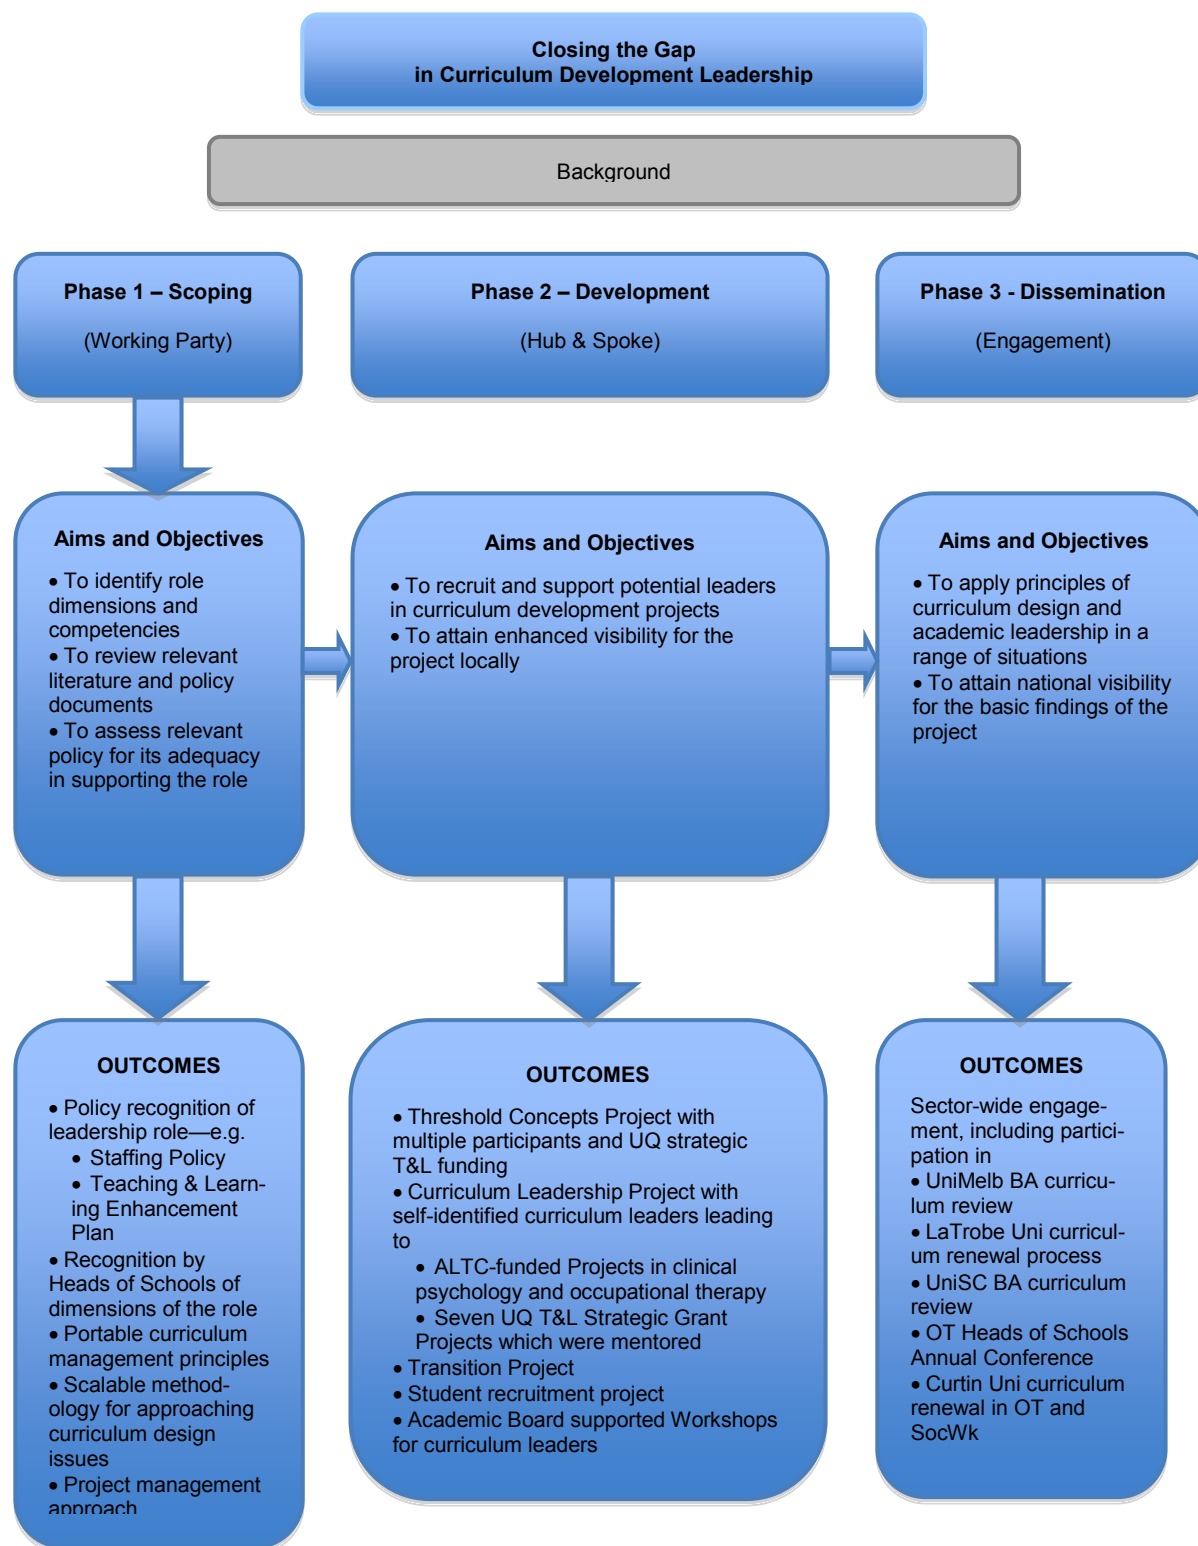 Closing the Gap
in Curriculum Development Leadership
Background
Phase 1 – Scoping
(Working Party)
Phase 2 – Development
(Hub & Spoke)
Phase 3 - Dissemination
(Engagement)
Aims and Objectives
• To identify role
dimensions and
competencies
• To review relevant
literature and policy
documents
• To assess relevant
policy for its adequacy
in supporting the role
Aims and Objectives
• To recruit and support potential leaders
in curriculum development projects
• To attain enhanced visibility for the
project locally
Aims and Objectives
• To apply principles of
curriculum design and
academic leadership in a
range of situations
• To attain national visibility
for the basic findings of the
project
OUTCOMES
• Policy recognition of
leadership role—e.g.
• Staffing Policy
• Teaching & Learn-
ing Enhancement
Plan
• Recognition by
Heads of Schools of
dimensions of the role
• Portable curriculum
management principles
• Scalable method-
ology for approaching
curriculum design
issues
• Project management
approach
OUTCOMES
• Threshold Concepts Project with
multiple participants and UQ strategic
T&L funding
• Curriculum Leadership Project with
self-identified curriculum leaders leading
to
• ALTC-funded Projects in clinical
psychology and occupational therapy
• Seven UQ T&L Strategic Grant
Projects which were mentored
• Transition Project
• Student recruitment project
• Academic Board supported Workshops
for curriculum leaders
OUTCOMES
Sector-wide engage-
ment, including partici-
pation in
• UniMelb BA curricu-
lum review
• LaTrobe Uni curricul-
um renewal process
• UniSC BA curriculum
review
• OT Heads of Schools
Annual Conference
• Curtin Uni curriculum
renewal in OT and
SocWk